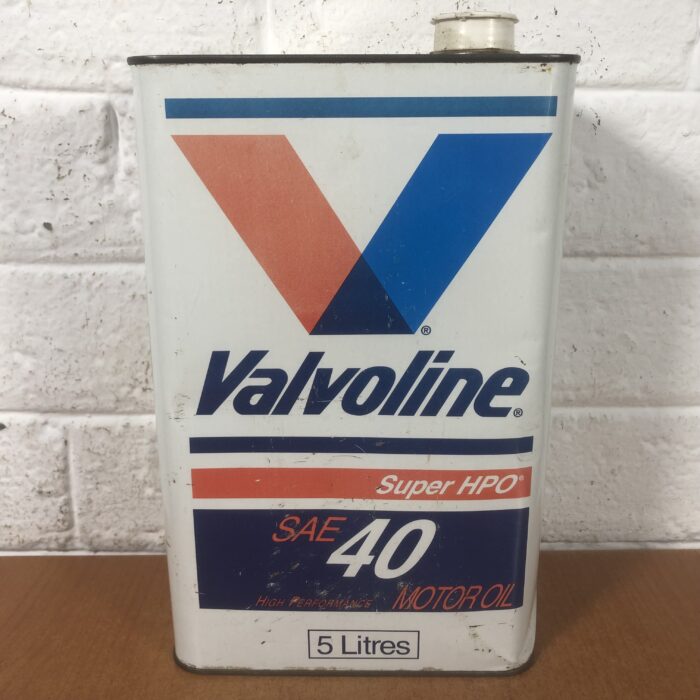 ®
Valvoline®
Super HPO®
SAE 40
HIGH PERFORMANCE MOTOR OIL
5 Litres